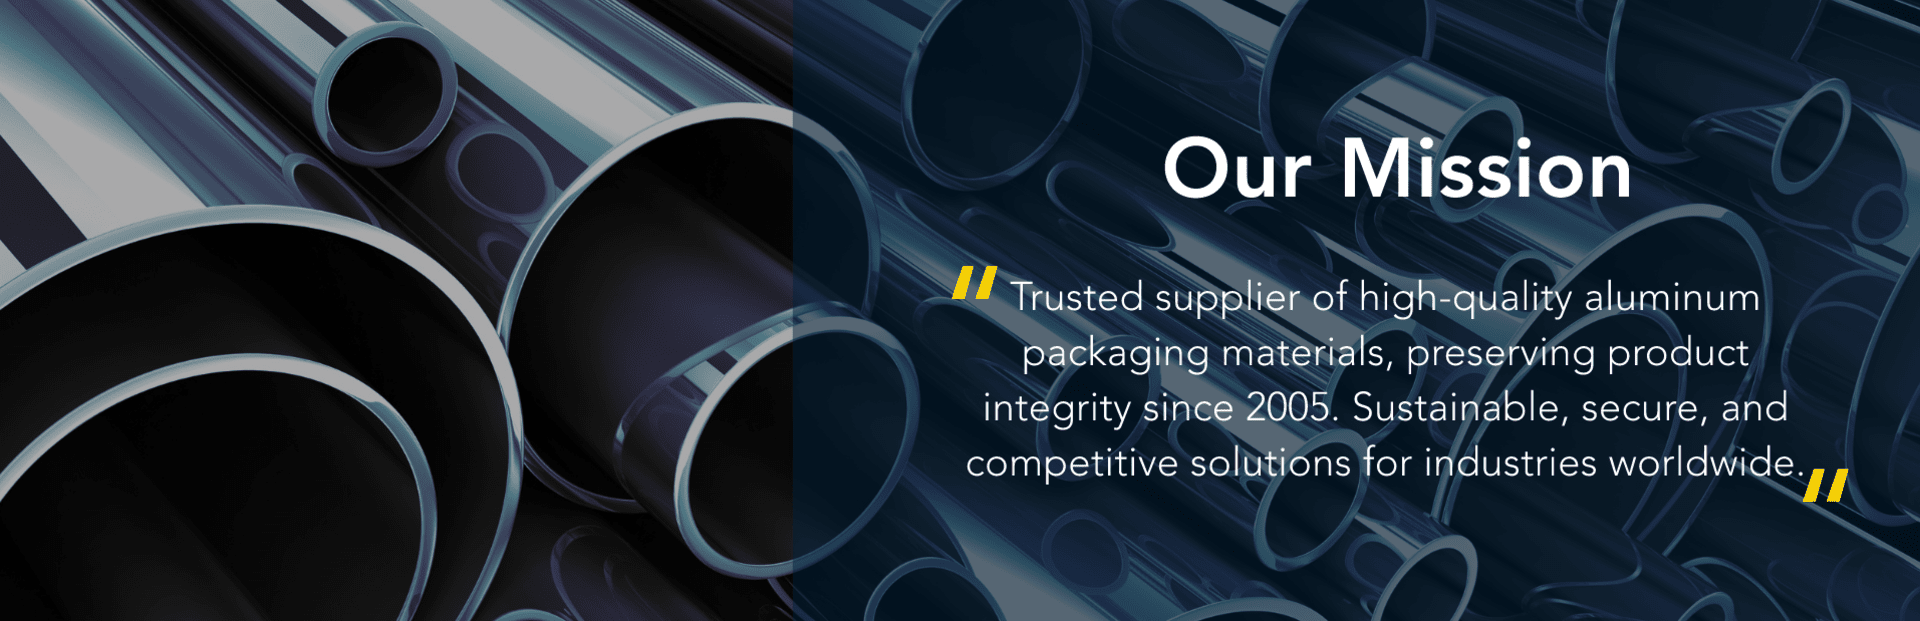 Our Mission
"Trusted supplier of high-quality aluminum
packaging materials, preserving product
integrity since 2005. Sustainable, secure, and
competitive solutions for industries worldwide."